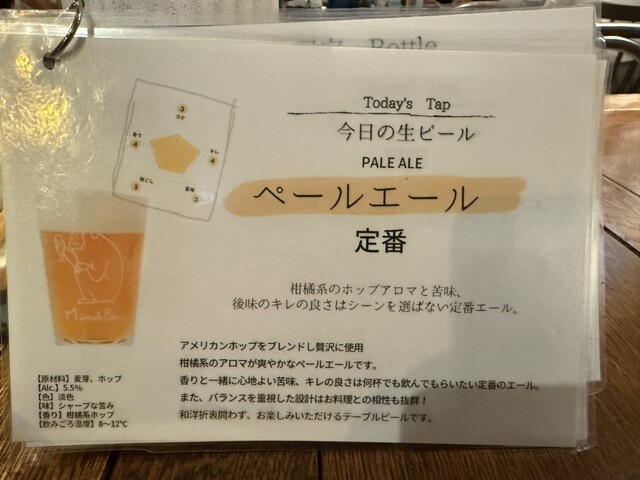 Bottle
Today's Tap
今日の生ビール
PALE ALE
ペールエール
定番
3
コク
香り
4
キレ
4
喉ごし
3
苦味
3
柑橘系のホップアロマと苦味、
後味のキレの良さはシーンを選ばない定番エール。
アメリカンホップをブレンドし贅沢に使用
柑橘系のアロマが爽やかなペールエールです。
香りと一緒に心地よい苦味、キレの良さは何杯でも飲んでもらいたい定番のエール。
また、バランスを重視した設計はお料理との相性も抜群！
和洋折衷問わず、お楽しみいただけるテーブルビールです。
【原材料】麦芽、ホップ
【Alc.】5.5%
【色】淡色
【味】シャープな苦み
【香り】柑橘系ホップ
【飲みごろ温度】8～12℃